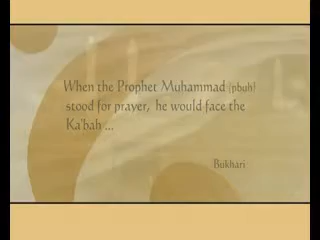 When the Prophet Muhammad (pbuh)
stood for prayer, he would face the
Ka'bah ...
Bukhari